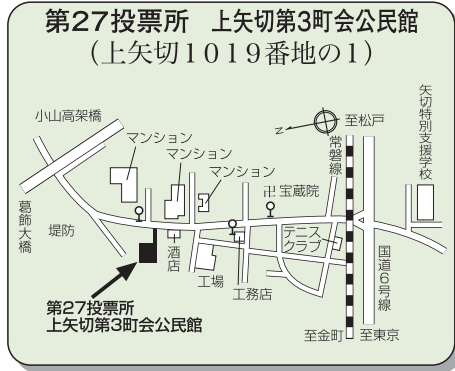 第27投票所 上矢切第3町会公民館
（上矢切1019番地の1）
小山高架橋
マンション
マンション
マンション
N
至松戸
常磐線
矢切特別支援学校
卍 宝蔵院
葛飾大橋
堤防
酒店
工場
工務店
テニス
クラブ
国道6号線
第27投票所
上矢切第3町会公民館
至金町
至東京